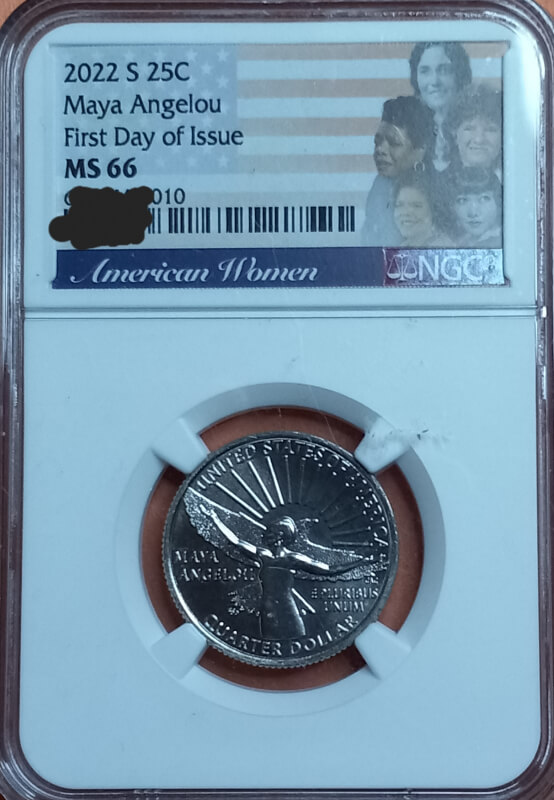 2022 S 25C
Maya Angelou
First Day of Issue
MS 66
010
American Women
NGC
UNITED STATES OF AMERICA
MAYA
ANGELOU
E PLURIBUS
UNUM
QUARTER DOLLAR